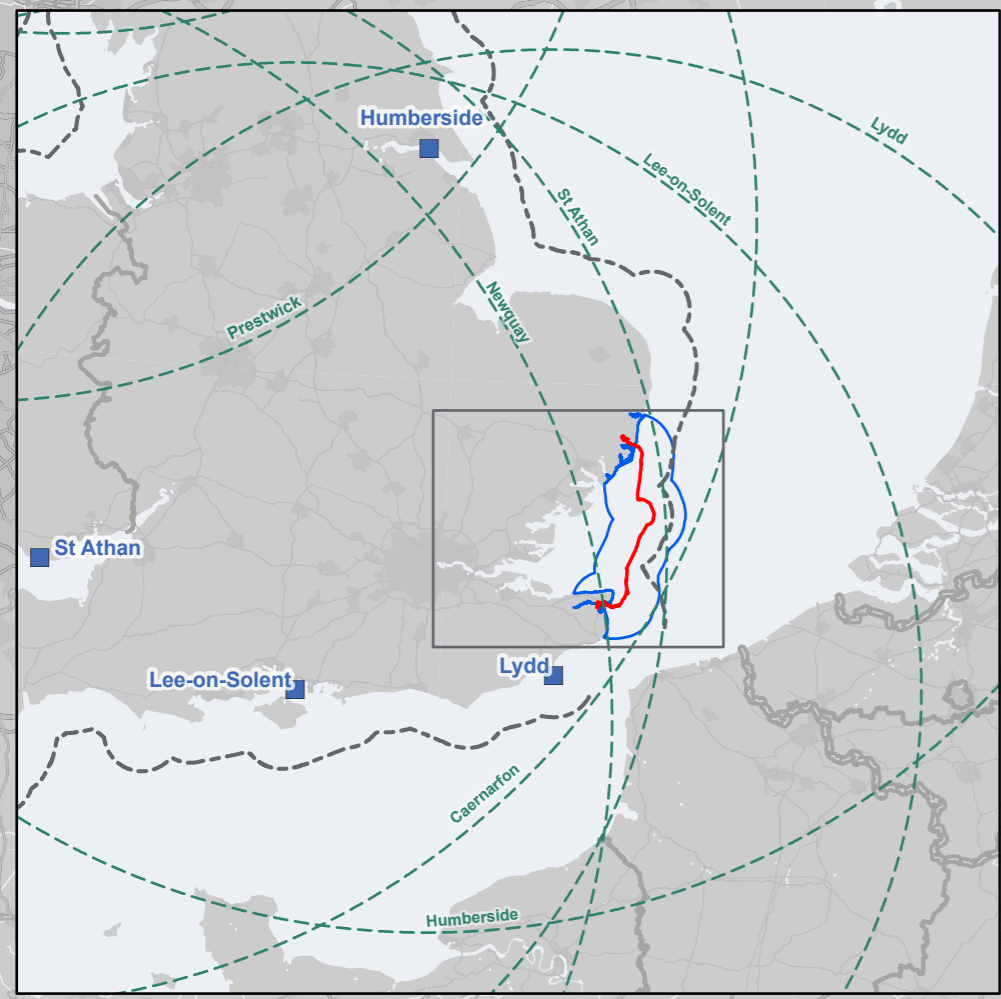 Humberside
Lydd
Lee-on-Solent
St Athan
Newquay
Prestwick
St Athan
Lydd
Lee-on-Solent
Caernarfon
Humberside